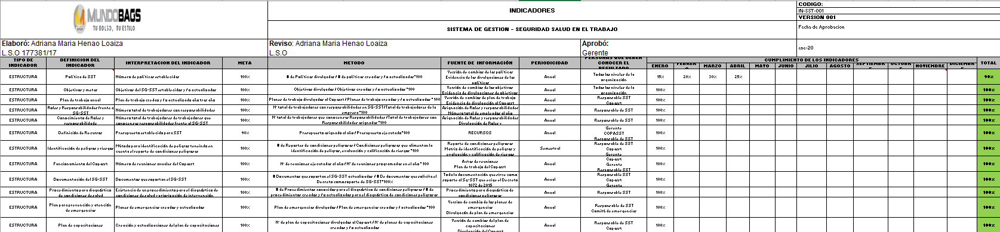 MUNDOBAGS
TU BOLSO, TU ESTILO
INDICADORES
SISTEMA DE GESTION - SEGURIDAD SALUD EN EL TRABAJO
CODIGO:
IN-SST-001
VERSION 001
Fecha de Aprobacion
ene-20
Elaboró: Adriana Maria Henao Loaiza
L.S.O 177381/17
Reviso: Adriana Maria Henao Loaiza
L.S.O
Aprobó:
Gerente
TIPO DE INDICADOR
DEFINICION DEL INDICADOR
INTERPRETACION DEL INDICADOR
META
METODO
FUENTE DE INFORMACIÓN
PERIODICIDAD
PERSONAS QUE DEBEN CONOCER EL RESULTADO
CUMPLIMIENTO DE LOS INDICADORES
ENERO FEBRERO MARZO ABRIL MAYO JUNIO JILIO AGOSTO SEPTIEMBRE OCTUBRE NOVIEMBRE DICIEMBRE
TOTAL
ESTRUCTURA
Política de SST
Número de políticas establecidas
100%
# de Políticas divulgadas / # de políticas creadas y / o actualizadas*100
Versión de cambios de las políticas
Evidencia de las divulgaciones de las políticas
Anual
Todos los niveles de la organización
15% 20% 30% 25%
90%
ESTRUCTURA
Objetivos y metas
Objetivos del SG-SST establecidos y / o actualizados
100%
Objetivos divulgados / Objetivos creados y / o actualizados *100
Versión de cambios de los objetivos
Evidencia de divulgaciones de objetivos
Anual
Todos los niveles de la organización
100%
100%
ESTRUCTURA
Plan de trabajo anual
Plan de trabajo creado y / o actualizado año tras año
100%
Planes de trabajo divulgado al Copasst / Planes de trabajo creados y / o actualizados * 100
Versión de cambios de plan de trabajo
Evidencia de divulgación al Copasst
Anual
Responsable de SST
Copasst
100%
100%
ESTRUCTURA
Roles y Responsabilidades frente a SG-SST
Número total de trabajadores con responsabilidades
100%
N° total de trabajadores con responsabilidades en SG-SST/Total de trabajadores de la empresa *100
Asignación de Roles y responsabilidades
Número total de empleados al año
Anual
Responsable de SST
100%
100%
ESTRUCTURA
Conocimiento de Roles y responsabilidades
Número total de trabajadores de trabajadores que conocen sus responsabilidades frente al SG-SST
100%
N° total de trabajadores que conocen sus Responsabilidades /Total de trabajadores con Responsabilidades asignadas *100
Asignación de Roles y responsabilidades
Divulgación de Roles y
Anual
Responsable de SST
100%
100%
ESTRUCTURA
Definición de Recursos
Presupuesto establecido para SST
90%
Presupuesto asignado al año / Presupuesto ejecutado*100
RECURSOS
Anual
Gerente
COPASST
Responsable de SST
100%
100%
ESTRUCTURA
Identificación de peligros y riesgos
Método para identificación de peligros teniendo en cuenta el reporte de condiciones peligrosas
100%
# de Reportes de condiciones peligrosas / Condiciones peligrosas que alimentan la identificación de peligros, evaluación y calificación de riesgos *100
Reporte de condiciones peligrosas
Matriz de identificación de peligros y evaluación y calificación de riesgos
Semestral
Responsable de SST
Copasst
Gerente
100%
100%
ESTRUCTURA
Funcionamiento del Copasst
Número de reuniones anuales del Copasst
100%
N° de reuniones ejecutadas al año / N° de reuniones programadas en el año *100
Actas de reuniones
Plan de trabajo del Copasst
Anual
Copasst
Gerente
Responsable de SST
100%
100%
ESTRUCTURA
Documentación del SG-SST
Documentos que soportan el SG-SST
100%
# Documentos que soportan el SG-SST actualizados / # De documentos que solicita el Decreto como soporte de SG-SST*100%
Toda la documentación que sirve como soporte al Sg-SST que exige el Decreto 1072 de 2015
Anual
Responsable de SST
Copasst
Gerente
100%
100%
ESTRUCTURA
Procedimiento para diagnóstico de condiciones de salud
Existencia de un procedimiento para el diagnóstico de condiciones de salud y priorización de intervención
100%
# de Procedimientos conocidos para el diagnóstico de condiciones peligrosas / # de procedimientos creados y / o actualizados para el diagnóstico de condiciones peligrosas
Procedimiento para diagnóstico de condiciones peligrosas
Anual
Responsable SST
100%
100%
ESTRUCTURA
Plan para prevención y atención de emergencias
Planes de emergencias creados y actualizados
100%
Plan de emergencias divulgado / Plan de emergencias creados y / o actualizados *100
Version de cambios de los planes de emergencias
Divulgación de plan de emergencias
Anual
Responsable de SST
Comité de emergencias
100%
100%
ESTRUCTURA
Plan de capacitaciones
Creación y actualizaciones del plan de capacitaciones
100%
N° de plan de capacitaciones divulgados al Copasst / N° de planes de capacitaciones creados y / o actualizados
Versión de cambios del plan de capacitaciones
Divulgación del Copasst
Anual
Responsable de SST
Copasst
100%
100%